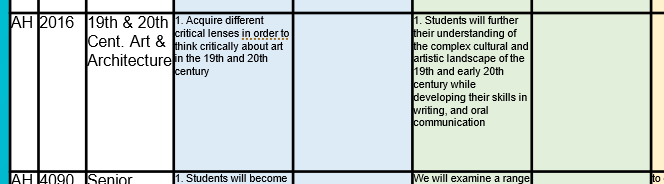 AH 2016 19th & 20th
Cent. Art &
Architecture
1. Acquire different
critical lenses in order to
think critically about art
in the 19th and 20th
century
1. Students will further
their understanding of
the complex cultural and
artistic landscape of the
19th and early 20th
century while
developing their skills in
writing, and oral
communication
AH 4090 Senior
1. Students will become
We will examine a range
to